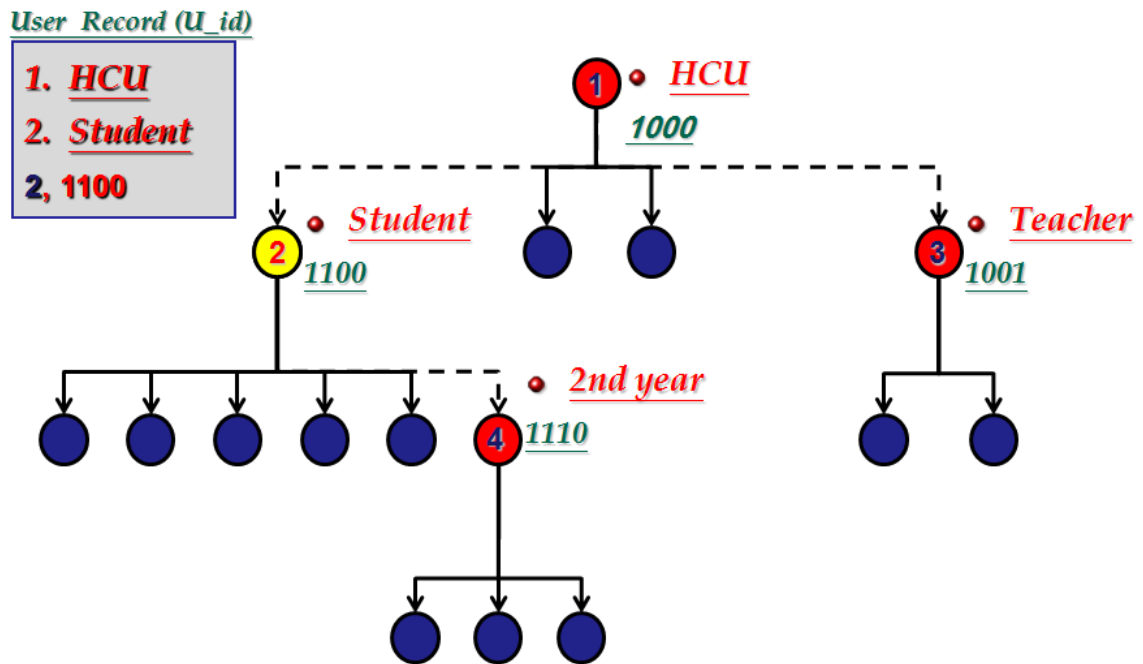 User Record (U_id)
1. HCU
2. Student
2, 1100
1
HCU
1000
2
Student
1100
3
Teacher
1001
4
2nd year
1110